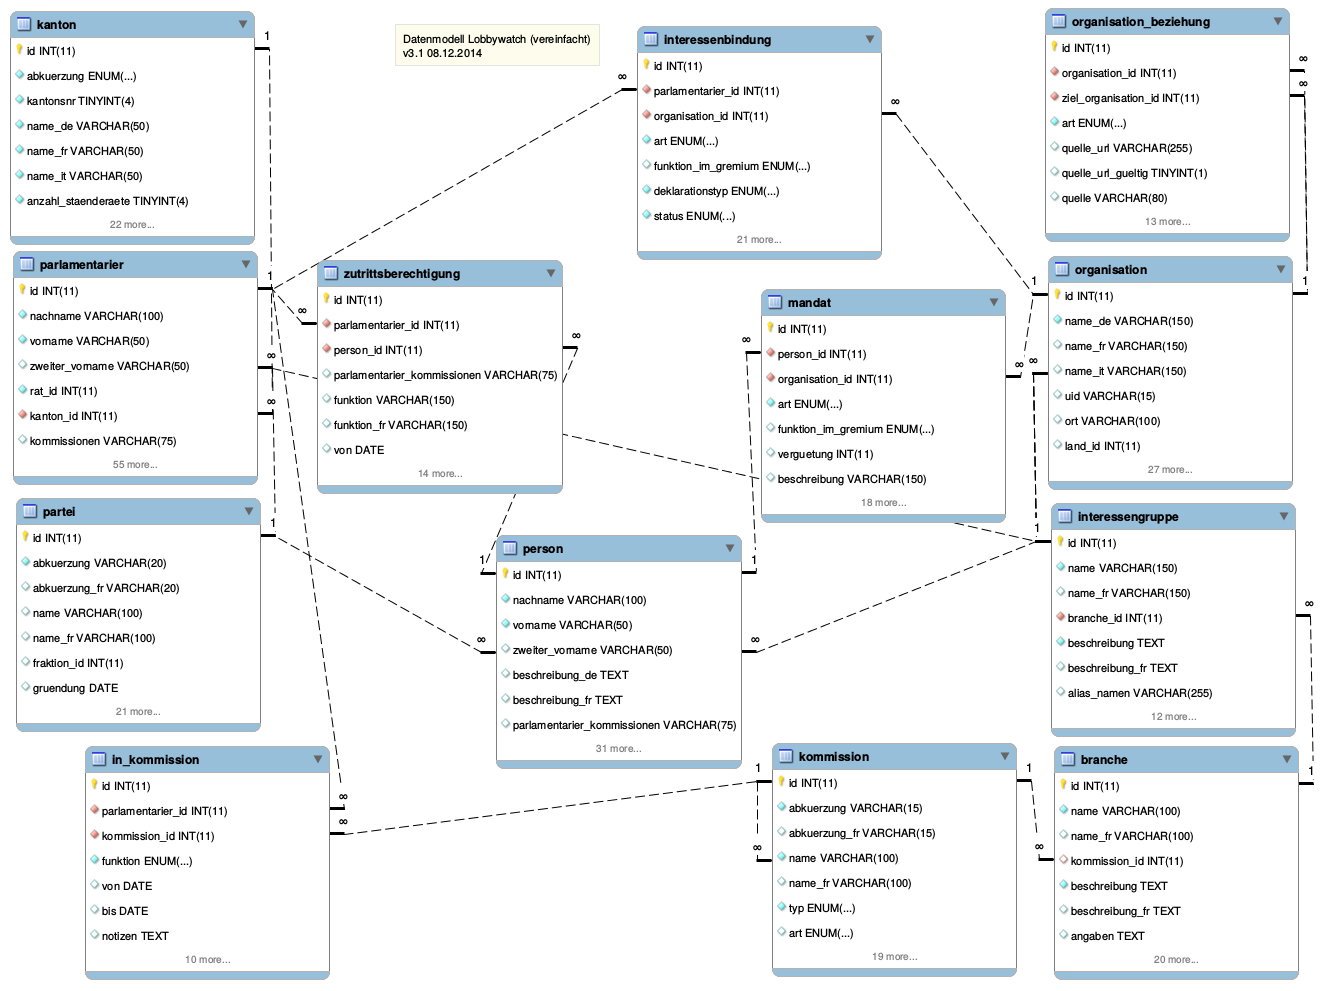 Datenmodell Lobbywatch (vereinfacht)
v3.1 08.12.2014
kanton
id INT(11)
abkuerzung ENUM(...)
kantonsnr TINYINT(4)
name_de VARCHAR(50)
name_fr VARCHAR(50)
name_it VARCHAR(50)
anzahl_staenderaete TINYINT(4)
22 more...
1
interessenbindung
id INT(11)
parlamentarier_id INT(11)
organisation_id INT(11)
art ENUM(...)
funktion_im_gremium ENUM(...)
deklarationstyp ENUM(...)
status ENUM(...)
21 more...
∞
∞
organisation_beziehung
id INT(11)
organisation_id INT(11)
ziel_organisation_id INT(11)
art ENUM(...)
quelle_url VARCHAR(255)
quelle_url_gueltig TINYINT(1)
quelle VARCHAR(80)
13 more...
∞
∞
parlamentarier
id INT(11)
nachname VARCHAR(100)
vorname VARCHAR(50)
zweiter_vorname VARCHAR(50)
rat_id INT(11)
kanton_id INT(11)
kommissionen VARCHAR(75)
55 more...
1
∞
∞
zutrittsberechtigung
id INT(11)
parlamentarier_id INT(11)
person_id INT(11)
parlamentarier_kommissionen VARCHAR(75)
funktion VARCHAR(150)
funktion_fr VARCHAR(150)
von DATE
14 more...
∞
∞
mandat
id INT(11)
person_id INT(11)
organisation_id INT(11)
art ENUM(...)
funktion_im_gremium ENUM(...)
verguetung INT(11)
beschreibung VARCHAR(150)
18 more...
∞
∞
organisation
id INT(11)
name_de VARCHAR(150)
name_fr VARCHAR(150)
name_it VARCHAR(150)
uid VARCHAR(15)
ort VARCHAR(100)
land_id INT(11)
27 more...
1
1
∞
partei
id INT(11)
abkuerzung VARCHAR(20)
abkuerzung_fr VARCHAR(20)
name VARCHAR(100)
name_fr VARCHAR(100)
fraktion_id INT(11)
gruendung DATE
21 more...
1
person
id INT(11)
nachname VARCHAR(100)
vorname VARCHAR(50)
zweiter_vorname VARCHAR(50)
beschreibung_de TEXT
beschreibung_fr TEXT
parlamentarier_kommissionen VARCHAR(75)
31 more...
1
1
∞
∞
interessengruppe
id INT(11)
name VARCHAR(150)
name_fr VARCHAR(150)
branche_id INT(11)
beschreibung TEXT
beschreibung_fr TEXT
alias_namen VARCHAR(255)
12 more...
1
∞
in_kommission
id INT(11)
parlamentarier_id INT(11)
kommission_id INT(11)
funktion ENUM(...)
von DATE
bis DATE
notizen TEXT
10 more...
∞
∞
kommission
id INT(11)
abkuerzung VARCHAR(15)
abkuerzung_fr VARCHAR(15)
name VARCHAR(100)
name_fr VARCHAR(100)
typ ENUM(...)
art ENUM(...)
19 more...
1
∞
1
branche
id INT(11)
name VARCHAR(100)
name_fr VARCHAR(100)
kommission_id INT(11)
beschreibung TEXT
beschreibung_fr TEXT
angaben TEXT
20 more...
∞
1